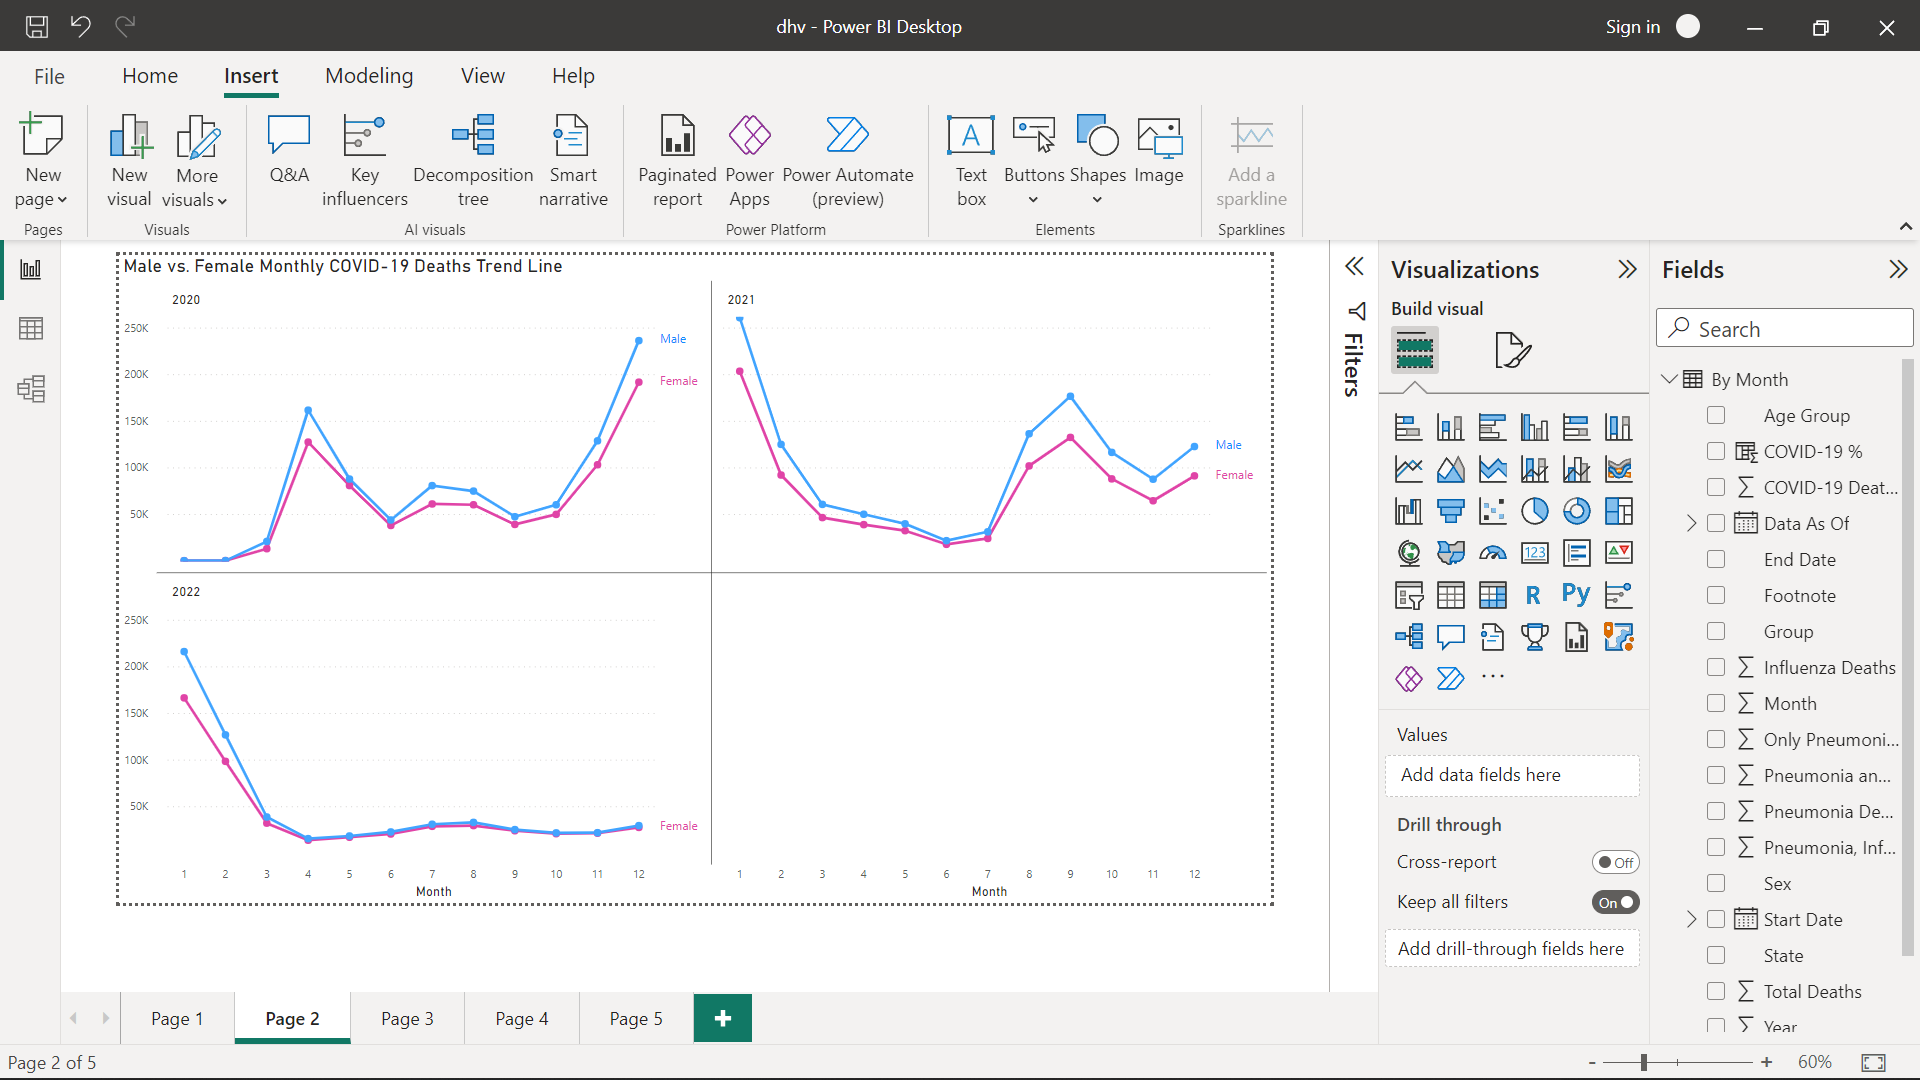 dhv - Power BI Desktop
Sign in
File Home Insert Modeling View Help
New page
New visual
More visuals
Q&A
Key influencers
Decomposition tree
Smart narrative
Paginated report
Power Apps
Power Automate (preview)
Text box
Buttons
Shapes
Image
Add a sparkline
Pages
Visuals
AI visuals
Power Platform
Elements
Sparklines
Male vs. Female Monthly COVID-19 Deaths Trend Line
2020
250K
200K
150K
100K
50K
Male
Female
2021
Male
Female
2022
250K
200K
150K
100K
50K
Female
1 2 3 4 5 6 7 8 9 10 11 12
Month
1 2 3 4 5 6 7 8 9 10 11 12
Month
Filters
Visualizations
Build visual
123
R
Py
...
Values
Add data fields here
Drill through
Cross-report
Off
Keep all filters
On
Add drill-through fields here
Fields
Search
By Month
Age Group
COVID-19 %
COVID-19 Deat...
Data As Of
End Date
Footnote
Group
Influenza Deaths
Month
Only Pneumoni...
Pneumonia an...
Pneumonia De...
Pneumonia, Inf...
Sex
Start Date
State
Total Deaths
Year
Page 1
Page 2
Page 3
Page 4
Page 5
Page 2 of 5
- + 60%